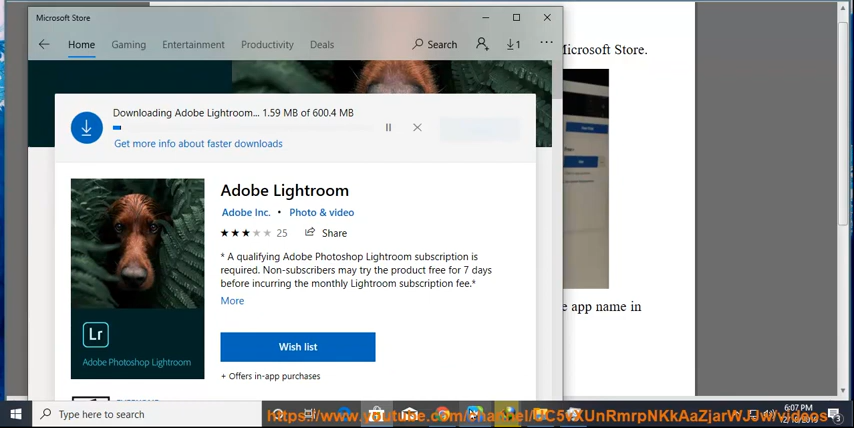 Microsoft Store
Home Gaming Entertainment Productivity Deals Search 1
Microsoft Store.
Downloading Adobe Lightroom... 1.59 MB of 600.4 MB
Get more info about faster downloads
Adobe Lightroom
Adobe Inc. • Photo & video
25 Share
* A qualifying Adobe Photoshop Lightroom subscription is
required. Non-subscribers may try the product free for 7 days
before incurring the monthly Lightroom subscription fee.*
More
e app name in
Lr
Adobe Photoshop Lightroom
Wish list
+ Offers in-app purchases
6:07 PM
Type here to search
3